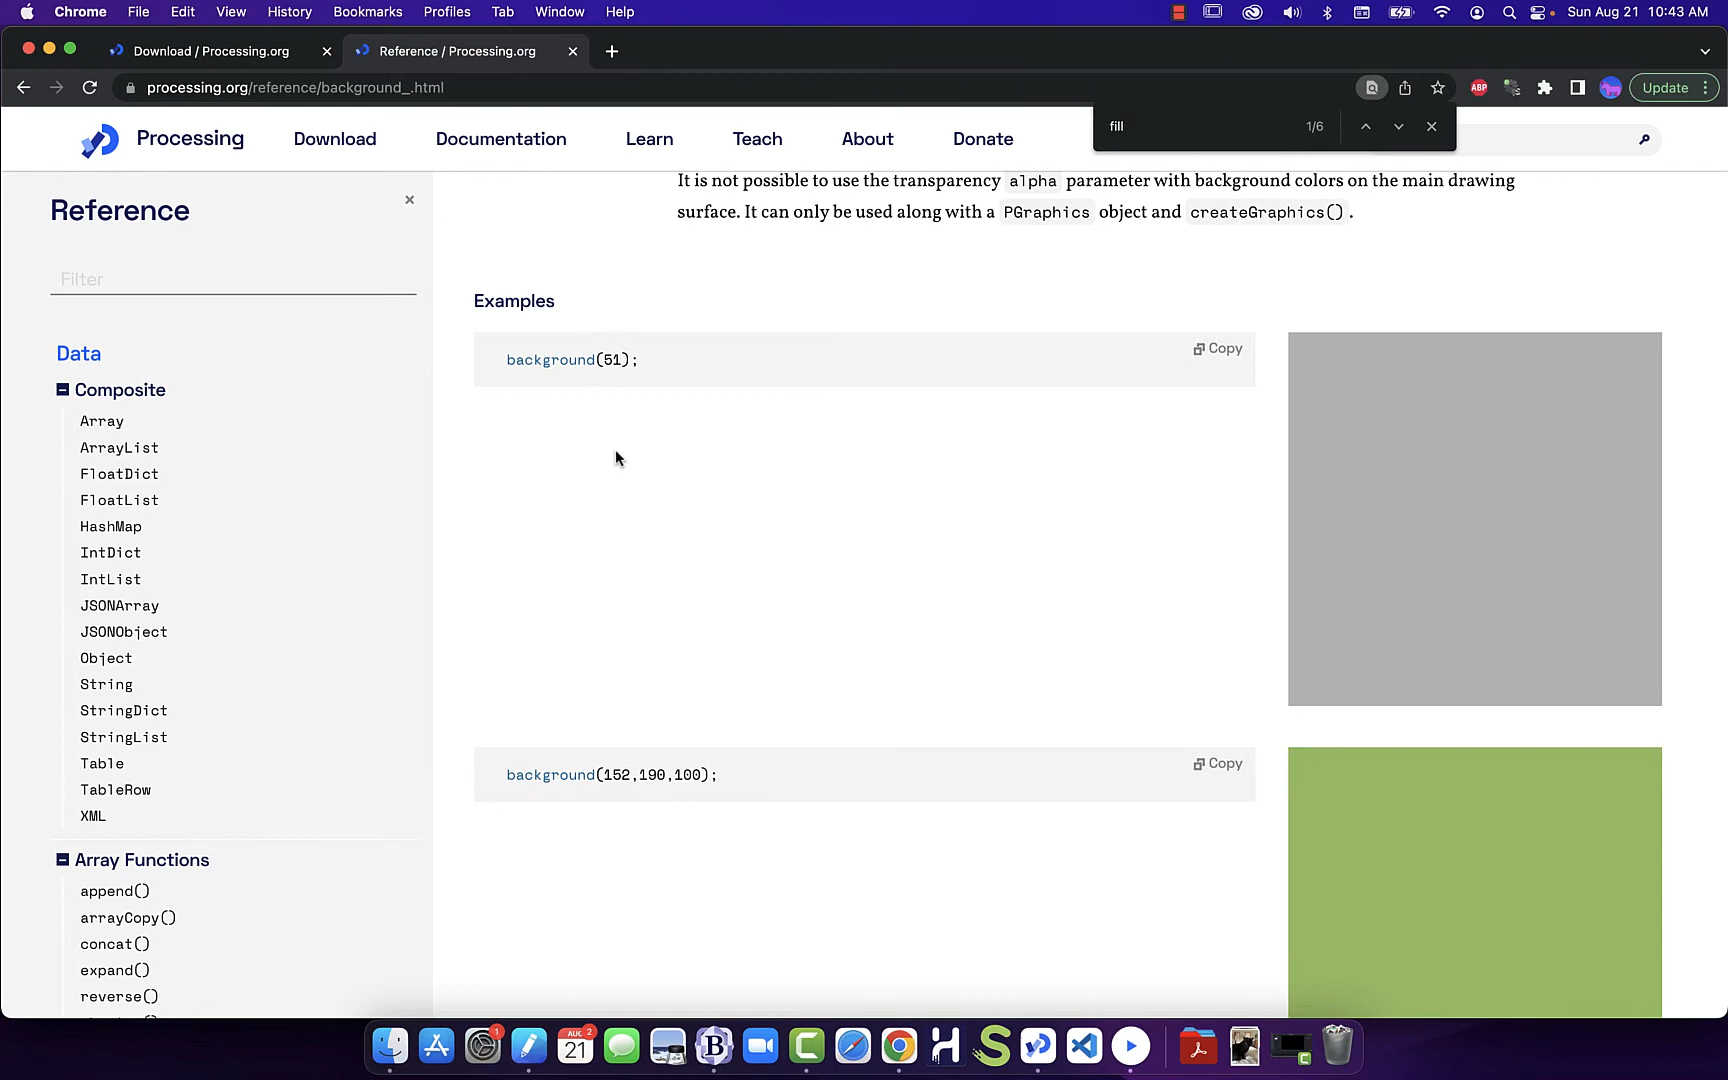 Chrome File Edit View History Bookmarks Profiles Tab Window Help
Sun Aug 21 10:43 AM
Download / Processing.org
Reference / Processing.org
processing.org/reference/background_.html
ABP
Update
fill 1/6
Processing Download Documentation Learn Teach About Donate
It is not possible to use the transparency alpha parameter with background colors on the main drawing
surface. It can only be used along with a PGraphics object and createGraphics() .
Reference
Filter
Data
Composite
Array
ArrayList
FloatDict
FloatList
HashMap
IntDict
IntList
JSONArray
JSONObject
Object
String
StringDict
StringList
Table
TableRow
XML
Array Functions
append()
arrayCopy()
concat()
expand()
reverse()
Examples
background(51);
Copy
background(152,190,100);
Copy
1
AUG
2
21
B
H
S